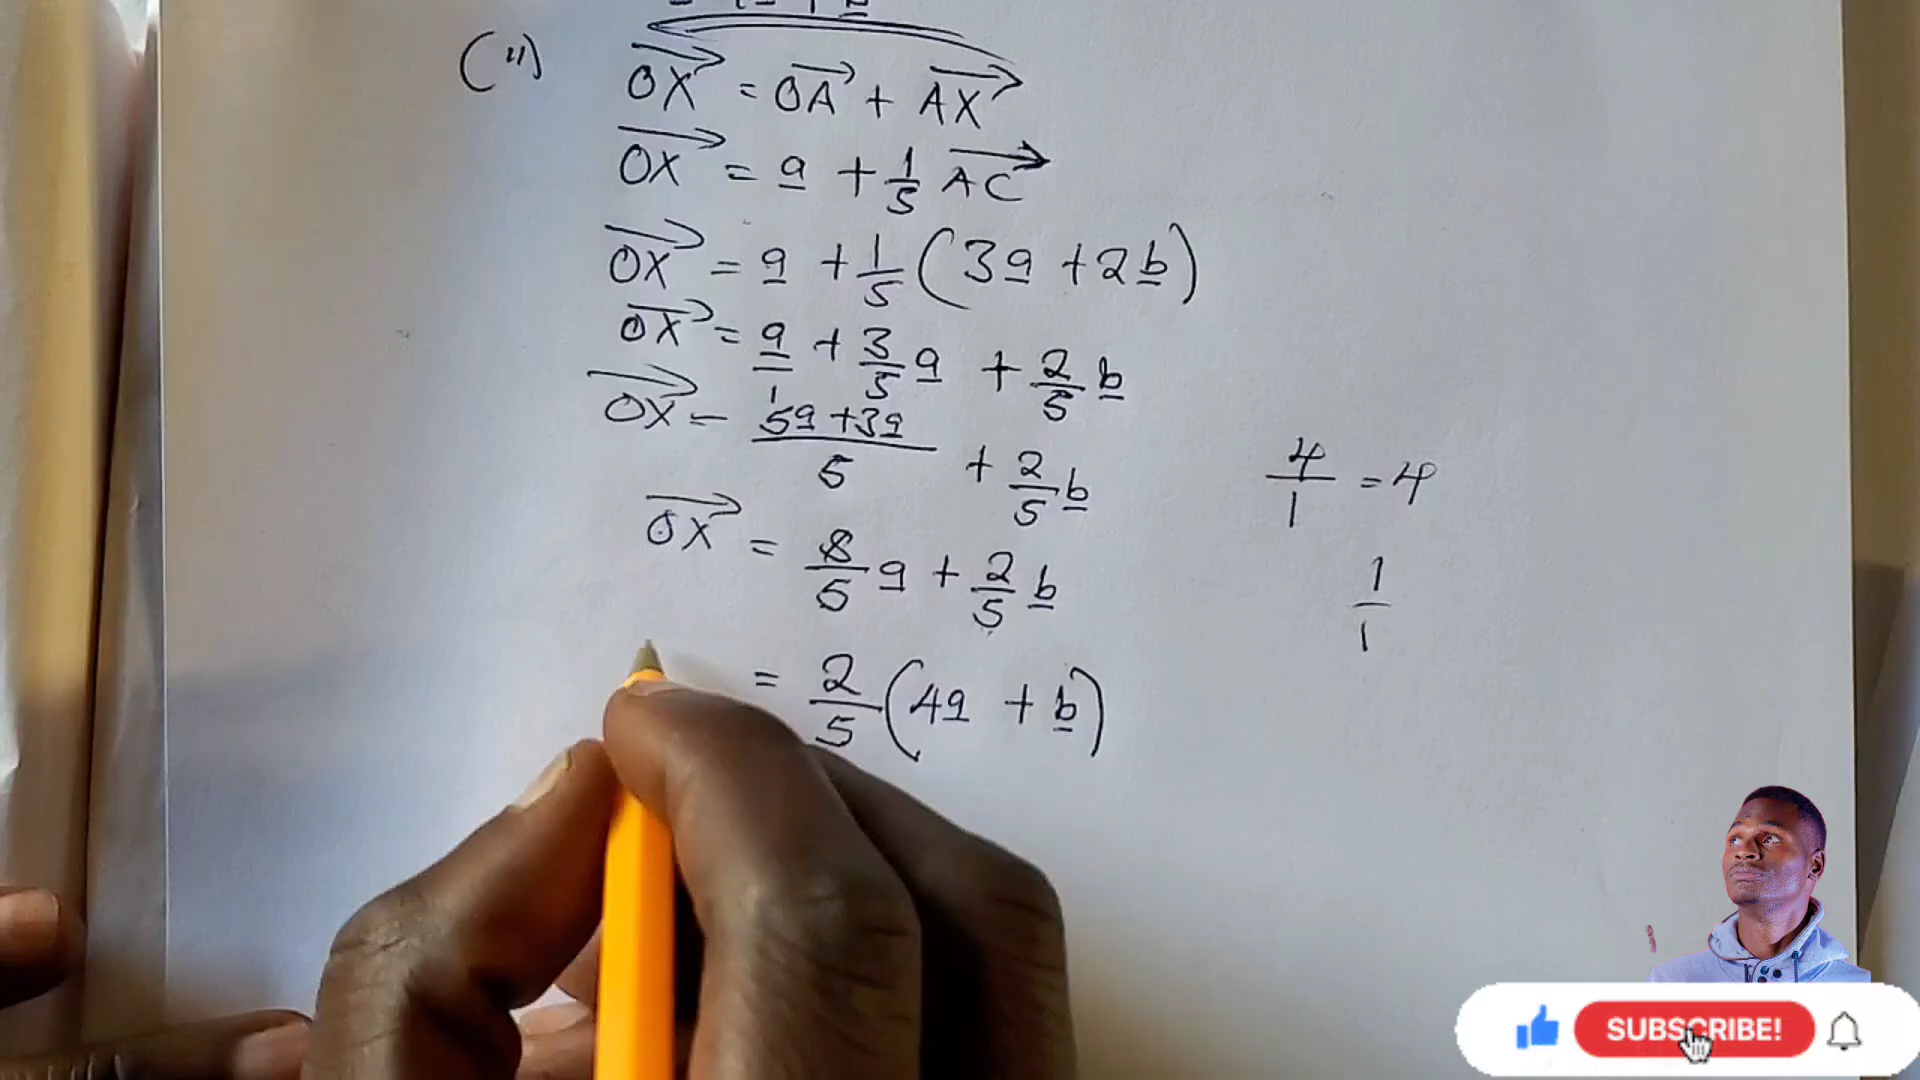 (ii) OX = OA + AX
OX = a + 1/5 AC
OX = a + 1/5 (3a + 2b)
OX = a/1 + 3/5 a + 2/5 b
OX = 5a + 3a / 5 + 2/5 b
OX = 8/5 a + 2/5 b
= 2/5 (4a + b)
4/1 = 4
1/1
SUBSCRIBE!